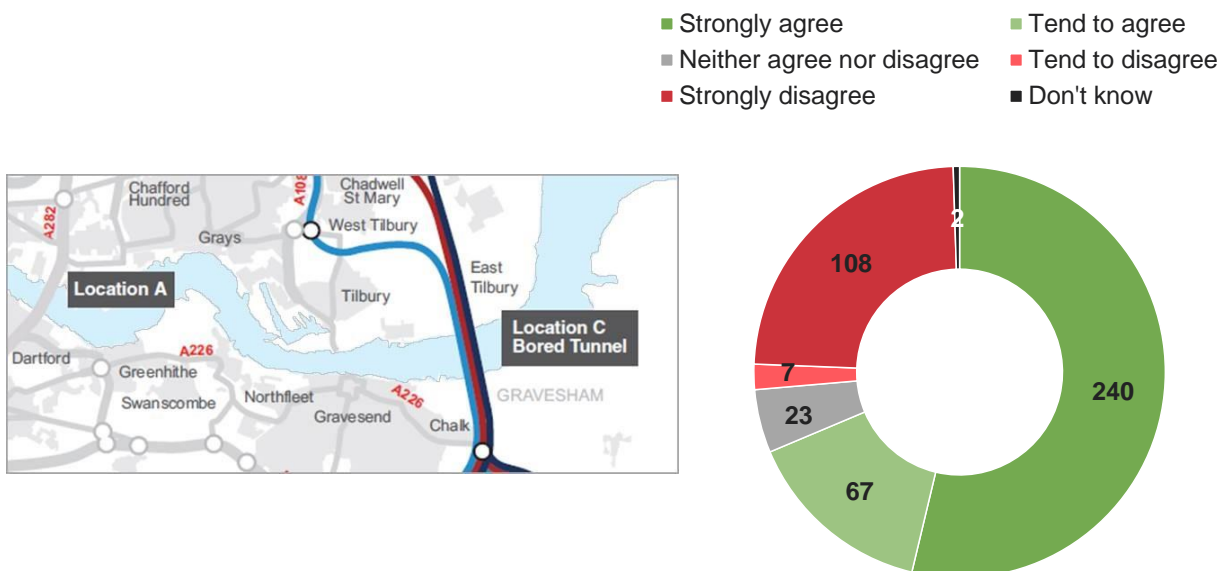 Strongly agree
Tend to agree
Neither agree nor disagree
Tend to disagree
Strongly disagree
Don't know
Chafford
Hundred
A282
A108
Chadwell
St Mary
West Tilbury
Grays
Location A
Tilbury
East
Tilbury
Location C
Bored Tunnel
Dartford
A226
Greenhithe
Swanscombe
Northfleet
Gravesend
A226
Chalk
GRAVESHAM
2
108
7
23
67
240